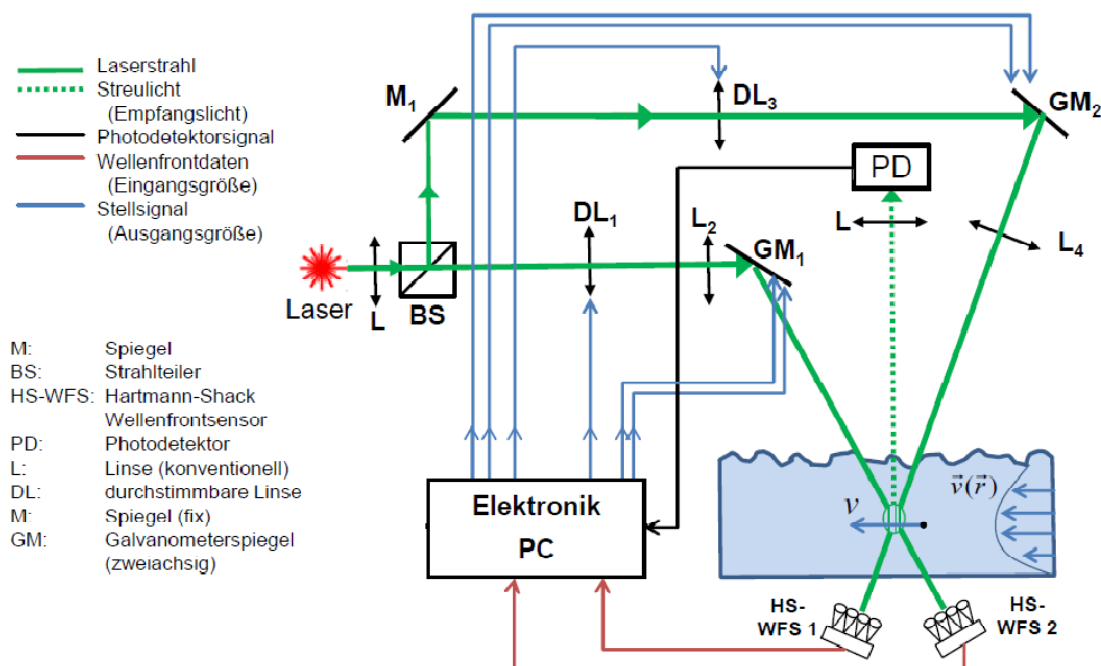 Laserstrahl
Streulicht
(Empfangslicht)
Photodetektorsignal
Wellenfrontdaten
(Eingangsgröße)
Stellsignal
(Ausgangsgröße)
M₁
DL₃
GM₂
PD
L
L₄
DL₁
L₂
GM₁
Laser
L
BS
M: Spiegel
BS: Strahlteiler
HS-WFS: Hartmann-Shack
Wellenfrontsensor
PD: Photodetektor
L: Linse (konventionell)
DL: durchstimmbare Linse
M: Spiegel (fix)
GM: Galvanometerspiegel
(zweiachsig)
Elektronik
PC
v
v⃗(r⃗)
HS-
WFS 1
HS-
WFS 2